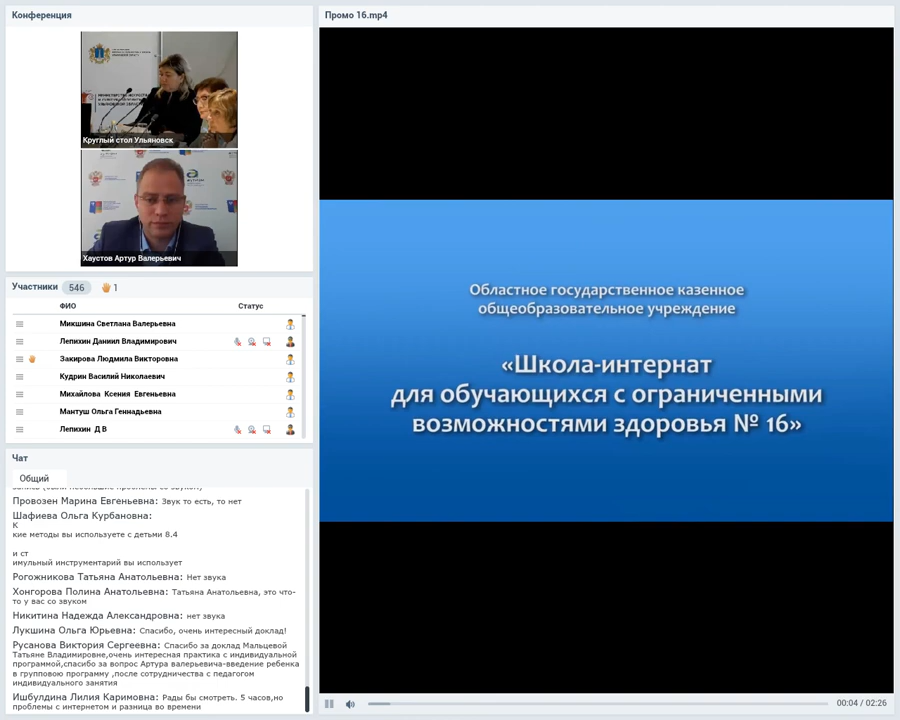 Конференция
Круглый стол Ульяновск
Хаустов Артур Валерьевич
Участники 546 1
ФИО Статус
Микшина Светлана Валерьевна
Лепихин Даниил Владимирович
Закирова Людмила Викторовна
Кудрин Василий Николаевич
Михайлова Ксения Евгеньевна
Мантуш Ольга Геннадьевна
Лепихин Д В
Чат
Общий
Провозен Марина Евгеньевна: Звук то есть, то нет
Шафиева Ольга Курбановна:
К
кие методы вы используете с детьми 8.4
и ст
имульный инструментарий вы использует
Рогожникова Татьяна Анатольевна: Нет звука
Хонгорова Полина Анатольевна: Татьяна Анатольевна, это что-
то у вас со звуком
Никитина Надежда Александровна: нет звука
Лукшина Ольга Юрьевна: Спасибо, очень интересный доклад!
Русанова Виктория Сергеевна: Спасибо за доклад Мальцевой
Татьяне Владимировне,очень интересная практика с индивидуальной
программой,спасибо за вопрос Артура валерьевича-введение ребенка
в групповою программу ,после сотрудничества с педагогом
индивидуального занятия
Ишбулдина Лилия Каримовна: Рады бы смотреть. 5 часов,но
проблемы с интернетом и разница во времени
Промо 16.mp4
Областное государственное казенное
общеобразовательное учреждение
«Школа-интернат
для обучающихся с ограниченными
возможностями здоровья № 16»
00:04 / 02:26